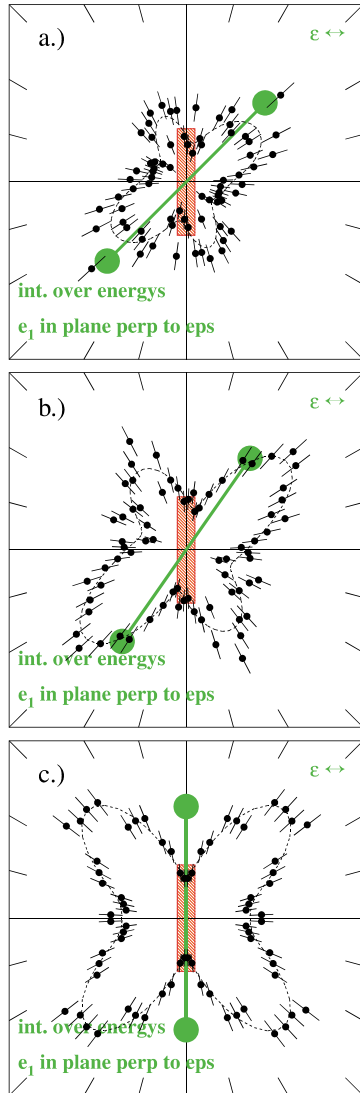 a.) ε ↔
int. over energys
e₁ in plane perp to eps
b.) ε ↔
int. over energys
e₁ in plane perp to eps
c.) ε ↔
int. over energys
e₁ in plane perp to eps